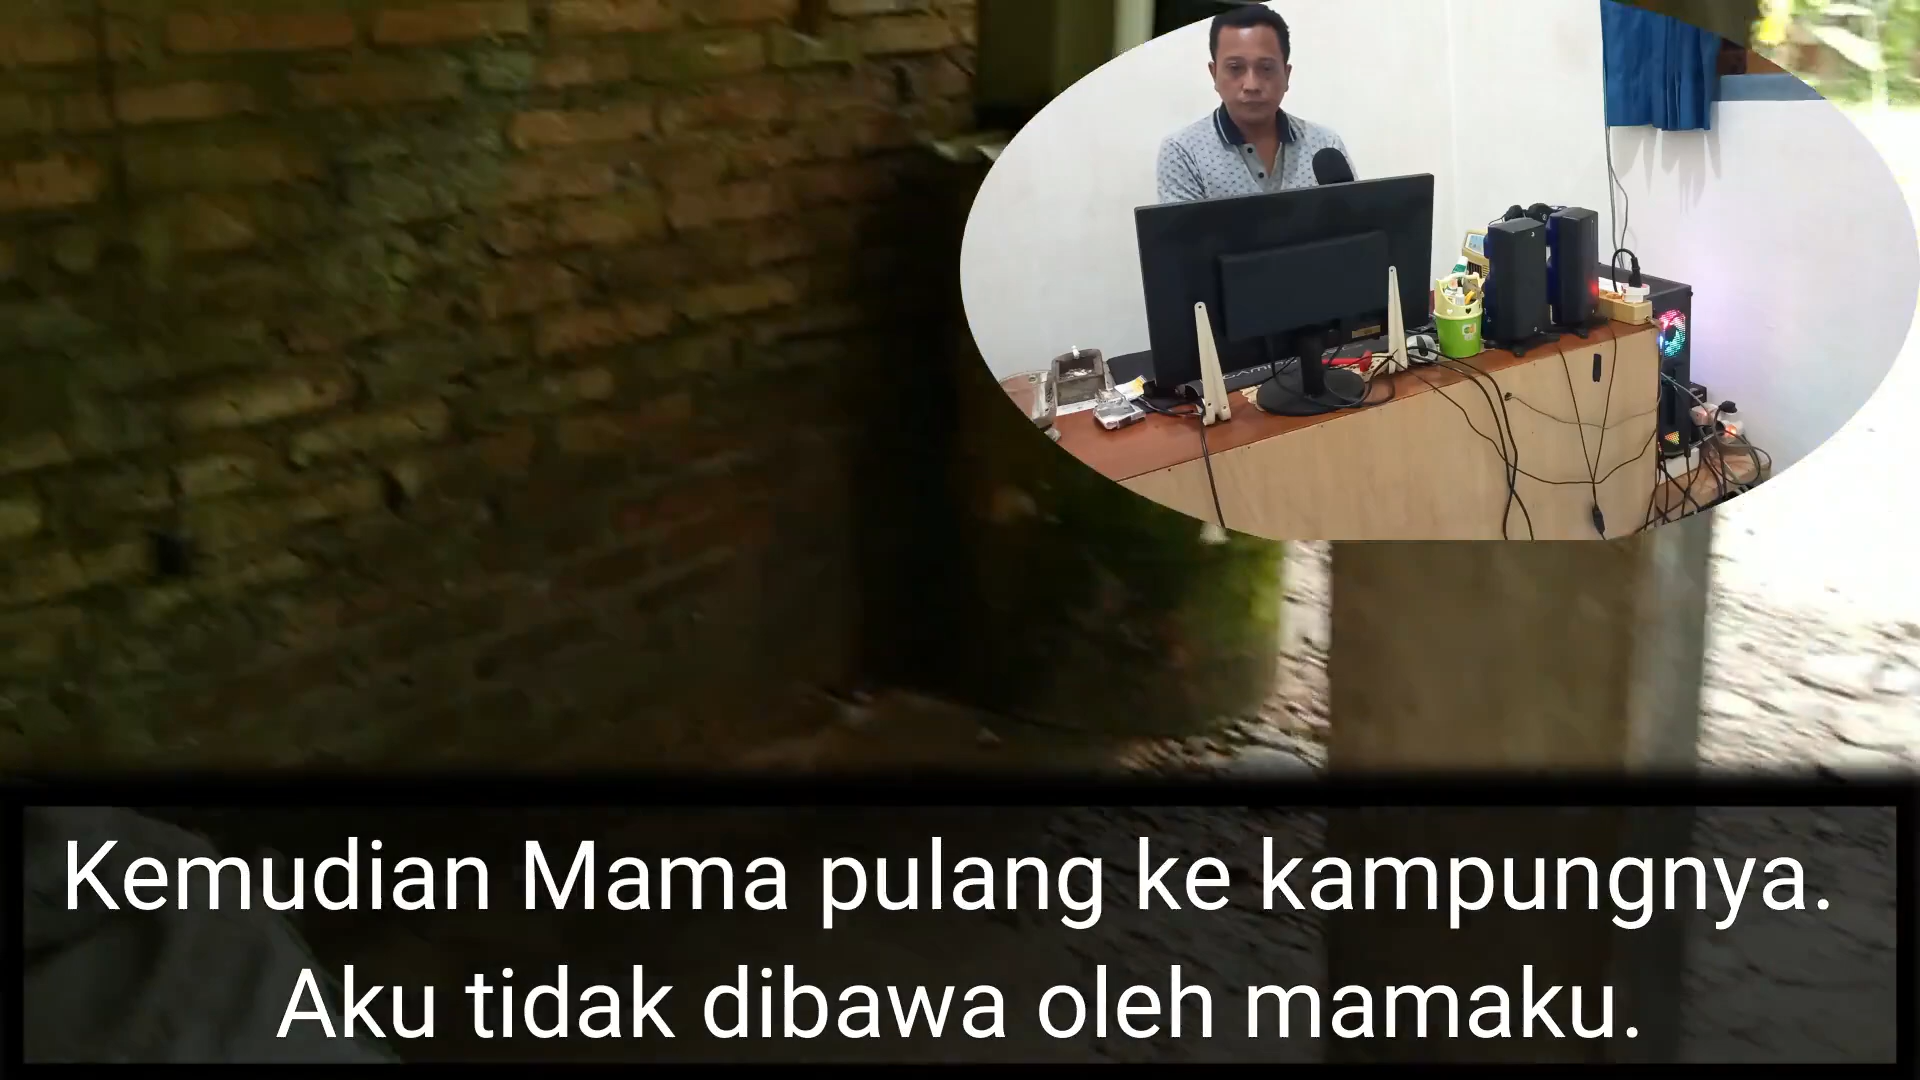 Kemudian Mama pulang ke kampungnya.
Aku tidak dibawa oleh mamaku.